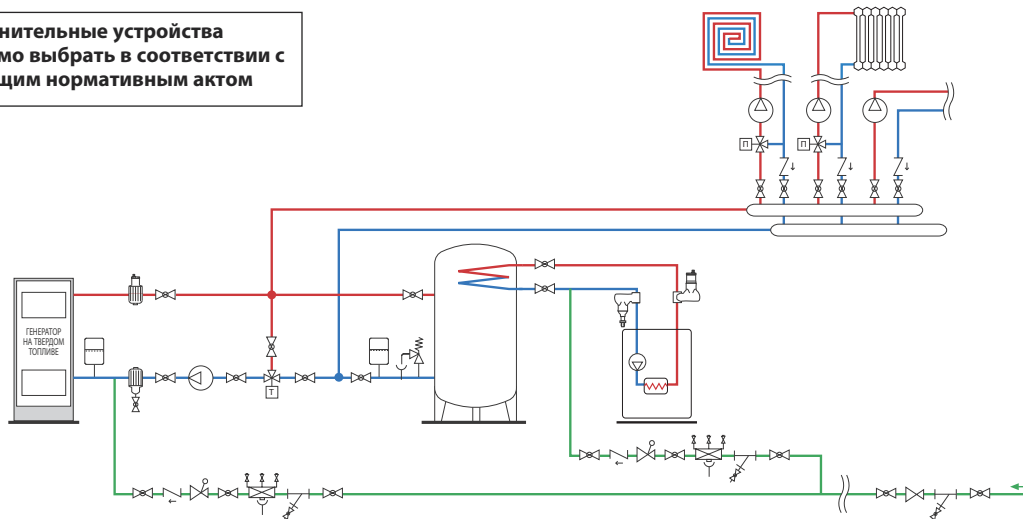 нительные устройства
мо выбрать в соответствии с
щим нормативным актом
П
П
ГЕНЕРАТОР
НА ТВЕРДОМ
ТОПЛИВЕ
Т